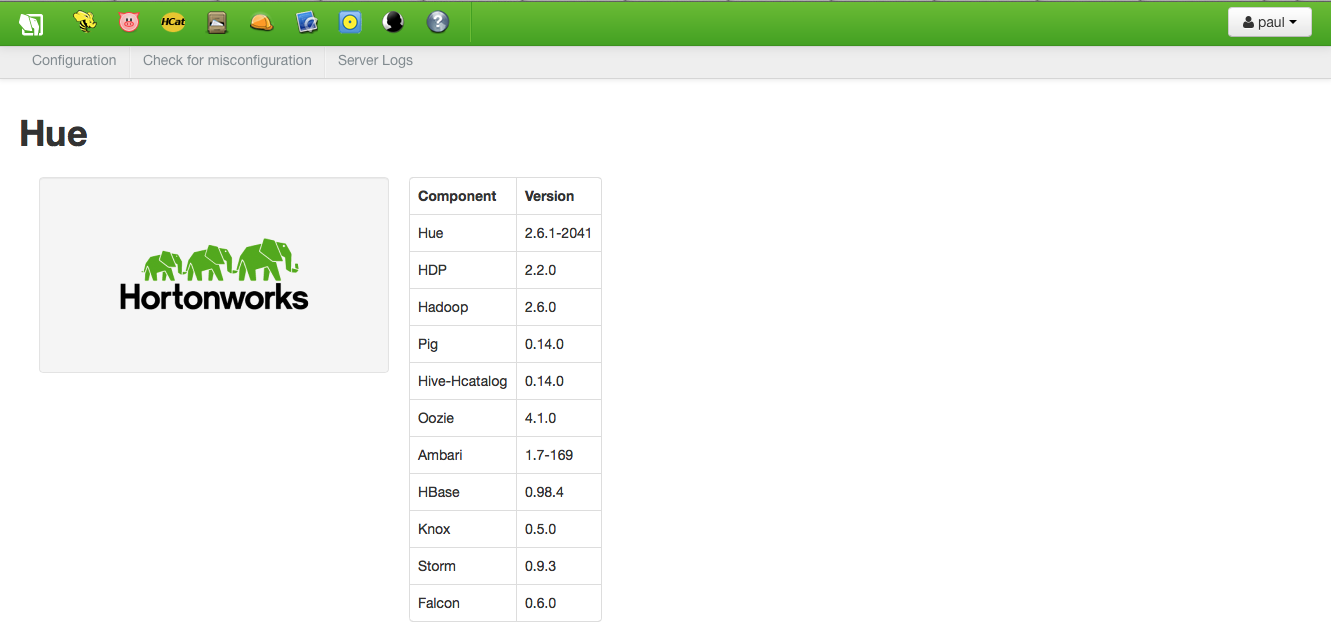 HCat
paul
Configuration Check for misconfiguration Server Logs
Hue
Hortonworks
Component Version
Hue 2.6.1-2041
HDP 2.2.0
Hadoop 2.6.0
Pig 0.14.0
Hive-Hcatalog 0.14.0
Oozie 4.1.0
Ambari 1.7-169
HBase 0.98.4
Knox 0.5.0
Storm 0.9.3
Falcon 0.6.0